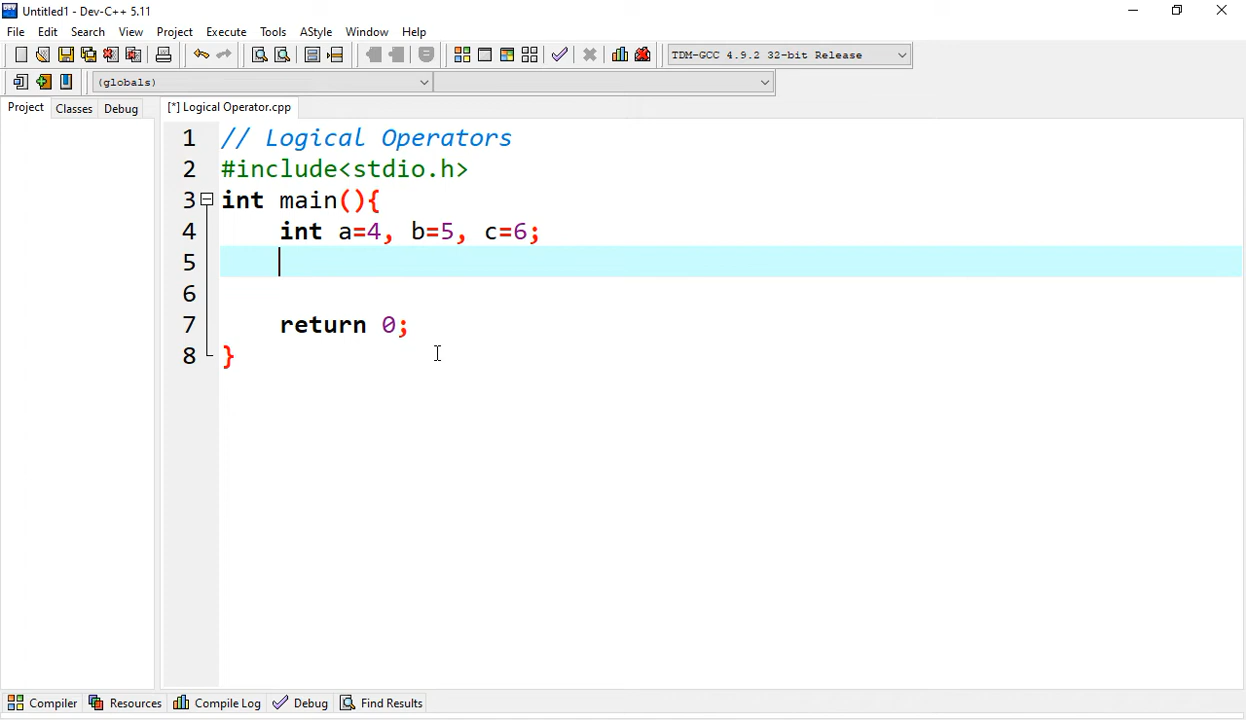 Untitled1 - Dev-C++ 5.11
File Edit Search View Project Execute Tools AStyle Window Help
TDM-GCC 4.9.2 32-bit Release
(globals)
Project Classes Debug [*] Logical Operator.cpp
1 // Logical Operators
2 #include<stdio.h>
3 int main(){
4 int a=4, b=5, c=6;
5
6
7 return 0;
8 }
Compiler Resources Compile Log Debug Find Results